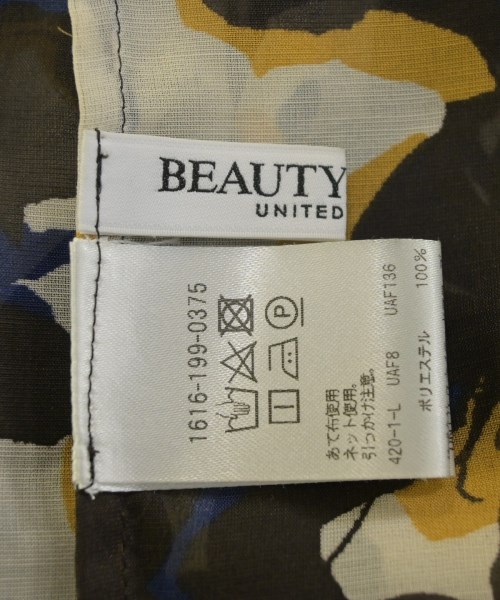 BEAUTY
UNITED
1616-199-0375
あて布使用
ネット使用。
引っかけ注意。
420-1-L UAF8 UAF136
ポリエステル 100%